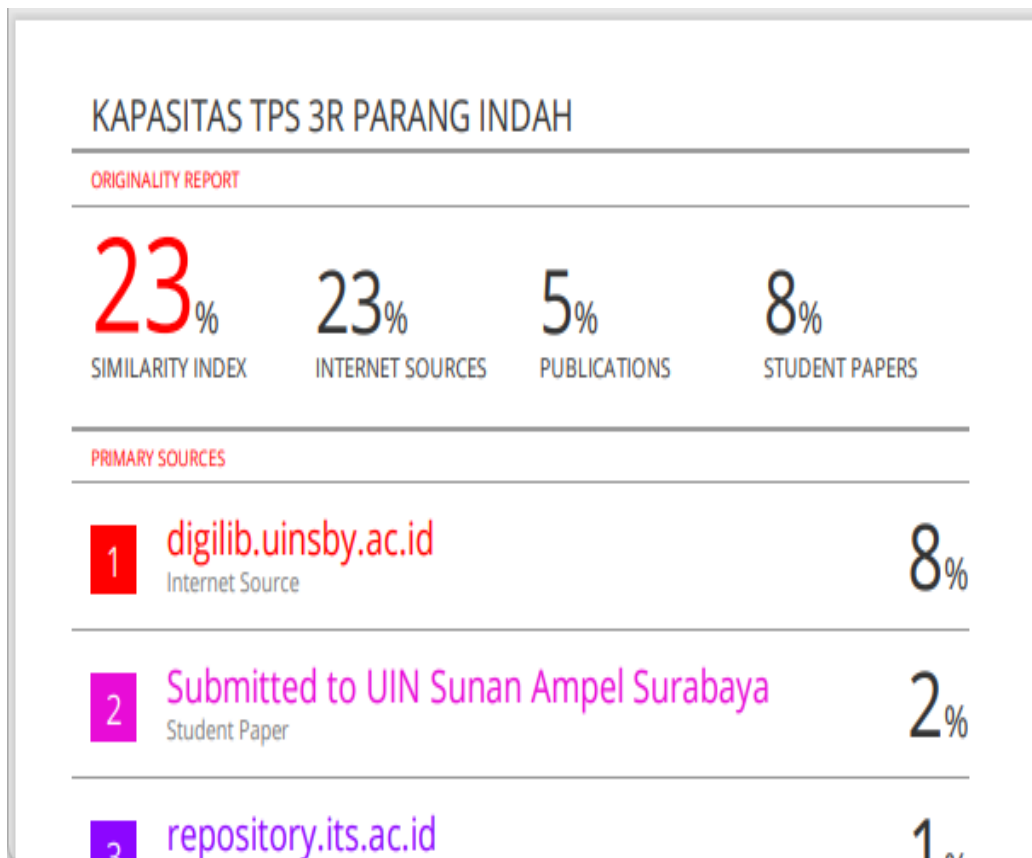 KAPASITAS TPS 3R PARANG INDAH
ORIGINALITY REPORT
23% 23% 5% 8%
SIMILARITY INDEX INTERNET SOURCES PUBLICATIONS STUDENT PAPERS
PRIMARY SOURCES
1 digilib.uinsby.ac.id 8%
Internet Source
2 Submitted to UIN Sunan Ampel Surabaya 2%
Student Paper
3 repository.its.ac.id 1%